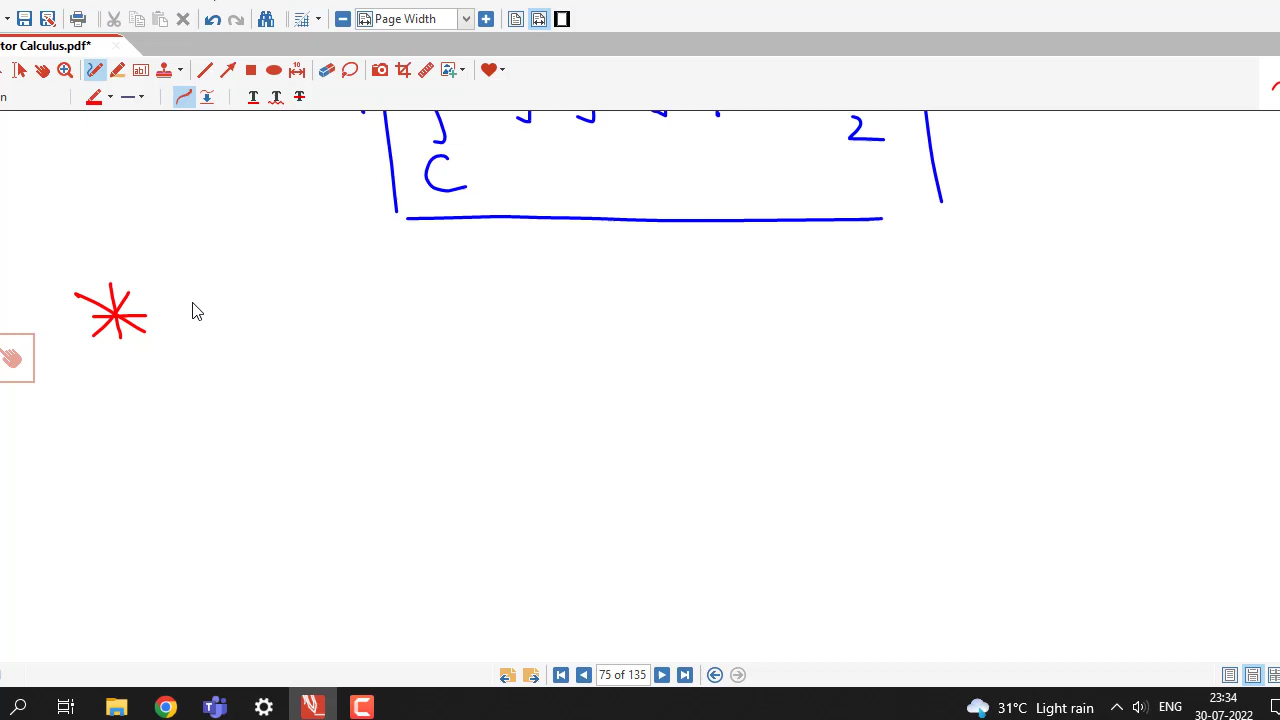 Page Width
tor Calculus.pdf*
n
2
C
75 of 135
31°C Light rain
ENG
23:34
30-07-2022